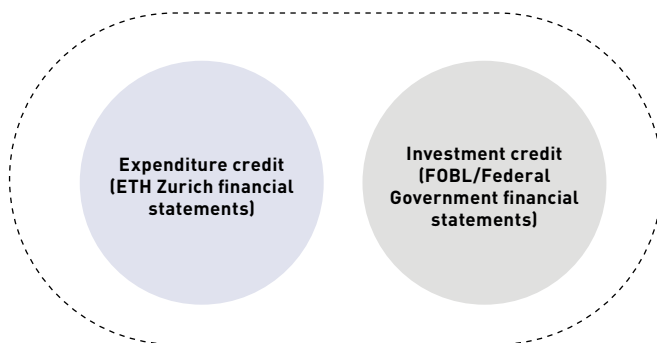 Expenditure credit
(ETH Zurich financial
statements)
Investment credit
(FOBL/Federal
Government financial
statements)